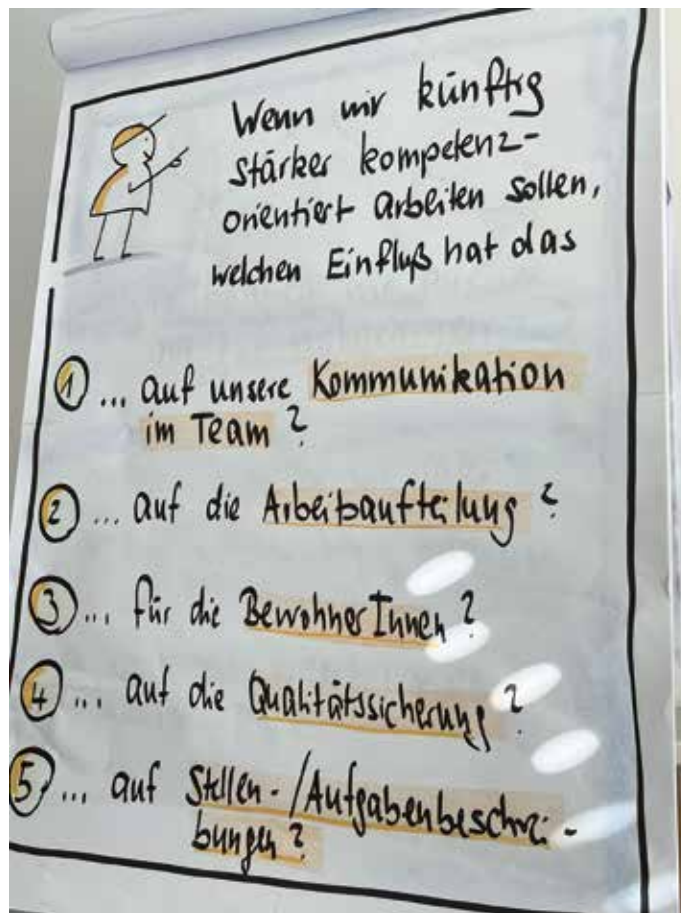 Wenn wir künftig
stärker kompetenz-
orientiert arbeiten sollen,
welchen Einfluß hat das
1 ... auf unsere Kommunikation
im Team?
2 ... auf die Arbeitsaufteilung?
3 ... für die BewohnerInnen?
4 ... auf die Qualitätssicherung?
5 ... auf Stellen-/Aufgabenbeschrei-
bungen?